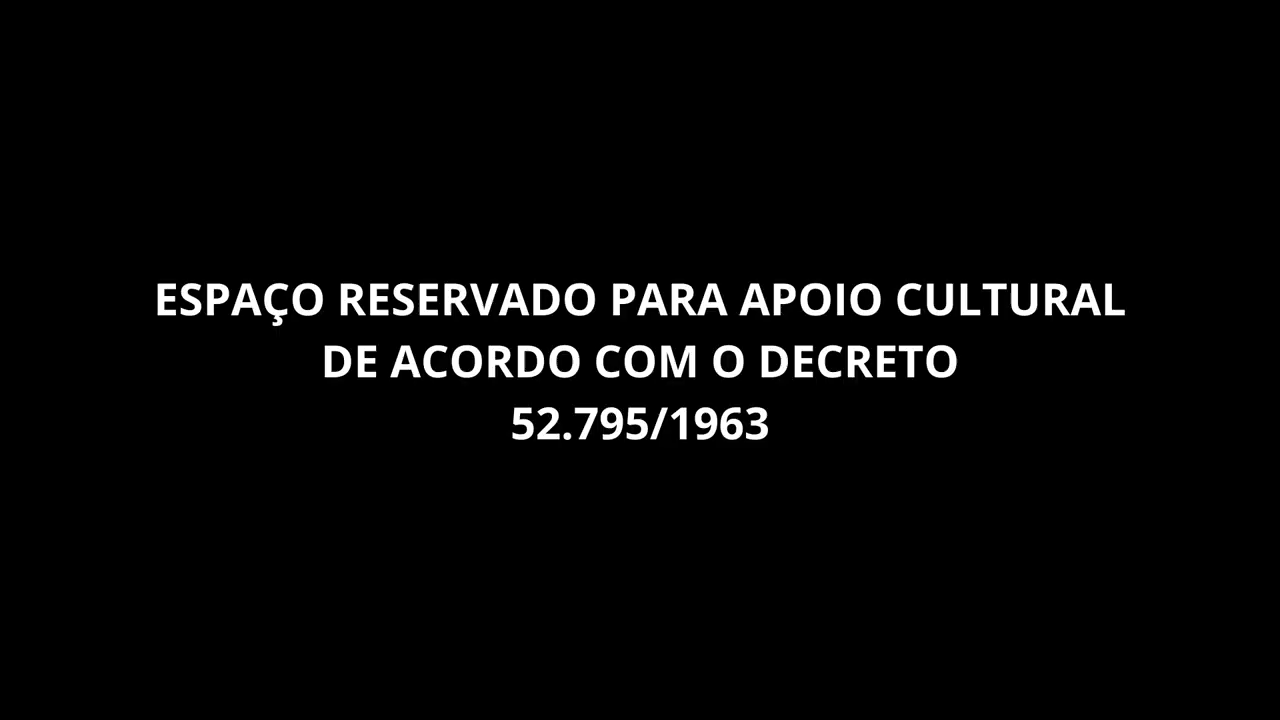 ESPAÇO RESERVADO PARA APOIO CULTURAL
DE ACORDO COM O DECRETO
52.795/1963